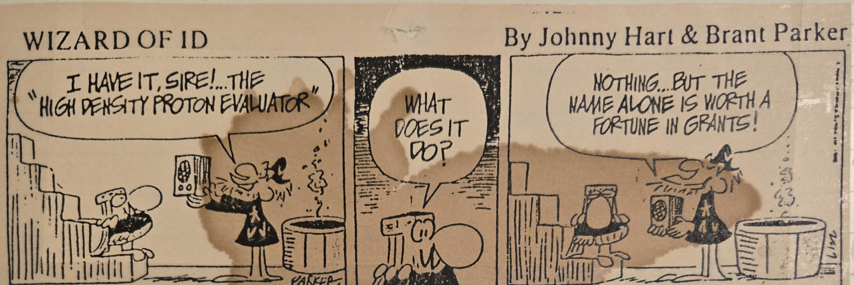 WIZARD OF ID
By Johnny Hart & Brant Parker
I HAVE IT, SIRE!...THE
"HIGH DENSITY PROTON EVALUATOR"
WHAT
DOES IT
DO?
NOTHING...BUT THE
NAME ALONE IS WORTH A
FORTUNE IN GRANTS!
PARKER